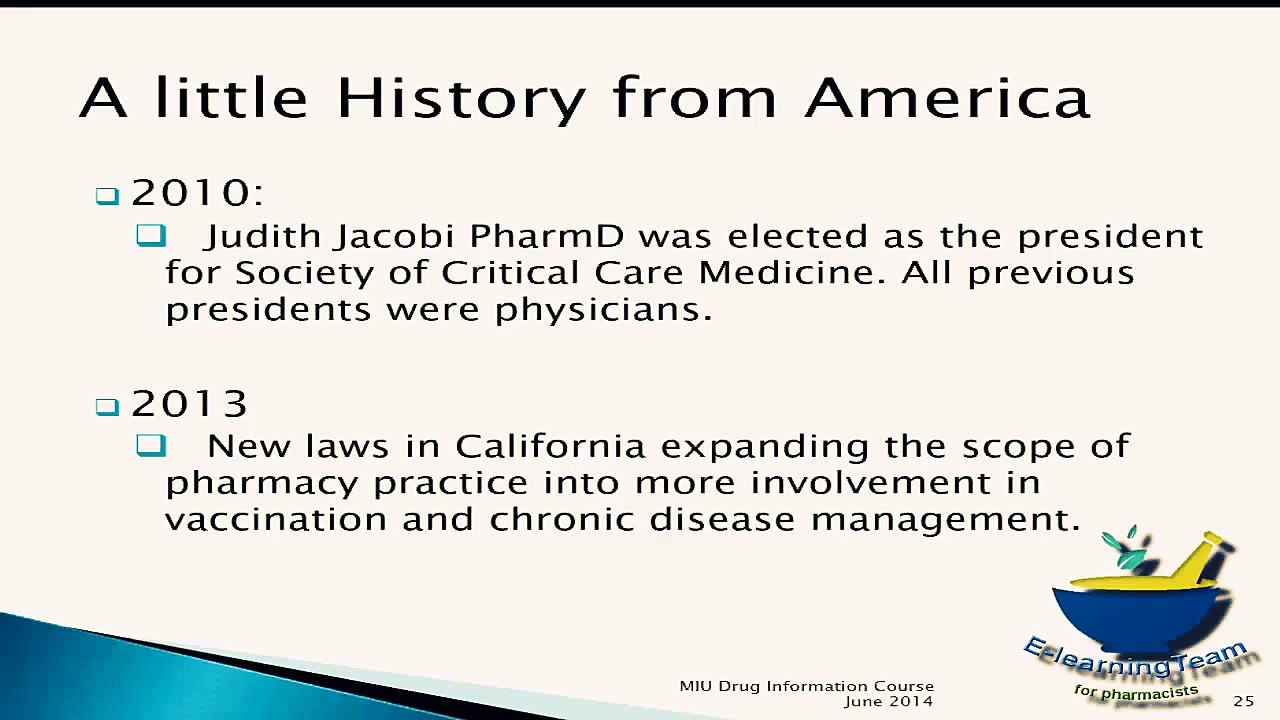 A little History from America
2010:
Judith Jacobi PharmD was elected as the president
for Society of Critical Care Medicine. All previous
presidents were physicians.
2013
New laws in California expanding the scope of
pharmacy practice into more involvement in
vaccination and chronic disease management.
E-learningTeam
for pharmacists
MIU Drug Information Course
June 2014
25